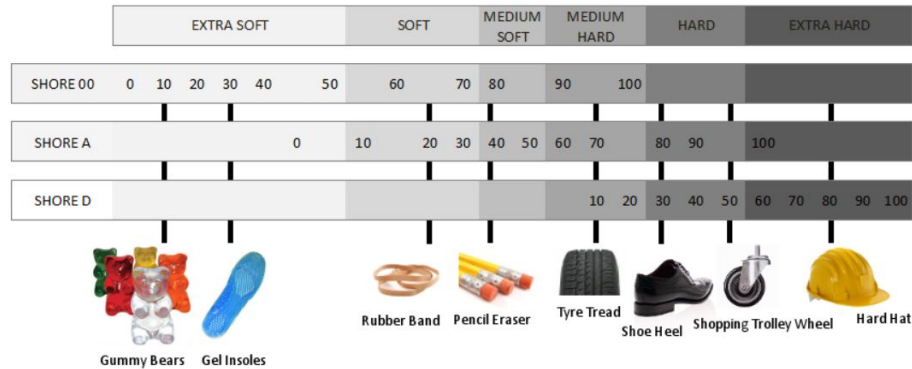 EXTRA SOFT SOFT MEDIUM SOFT MEDIUM HARD HARD EXTRA HARD
SHORE 00 0 10 20 30 40 50 60 70 80 90 100
SHORE A 0 10 20 30 40 50 60 70 80 90 100
SHORE D 10 20 30 40 50 60 70 80 90 100
Rubber Band Pencil Eraser Tyre Tread Shoe Heel Shopping Trolley Wheel Hard Hat
Gummy Bears Gel Insoles